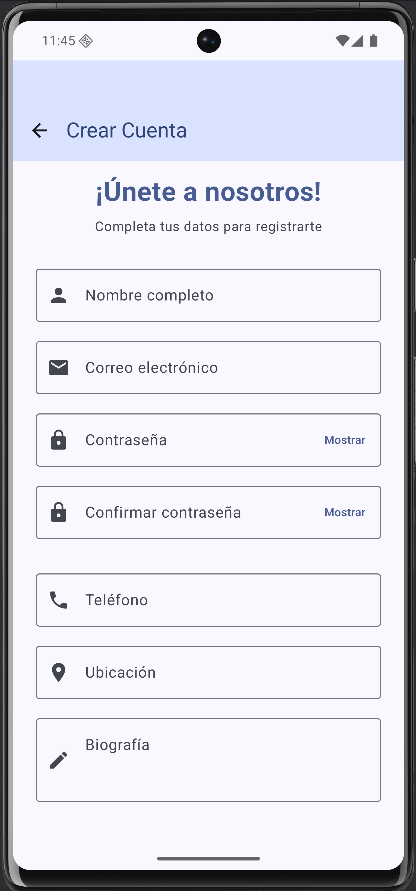 11:45
Crear Cuenta
¡Únete a nosotros!
Completa tus datos para registrarte
Nombre completo
Correo electrónico
Contraseña Mostrar
Confirmar contraseña Mostrar
Teléfono
Ubicación
Biografía